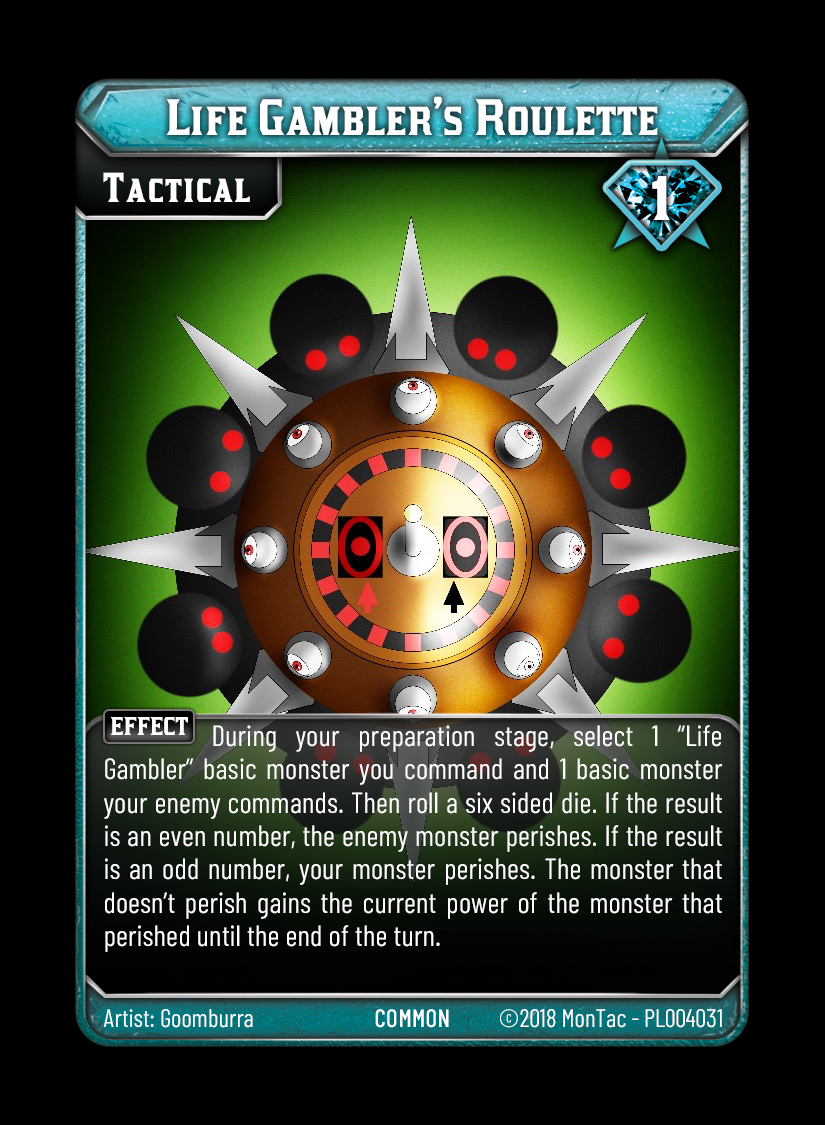 Life Gambler's Roulette
Tactical
1
EFFECT During your preparation stage, select 1 “Life
Gambler” basic monster you command and 1 basic monster
your enemy commands. Then roll a six sided die. If the result
is an even number, the enemy monster perishes. If the result
is an odd number, your monster perishes. The monster that
doesn't perish gains the current power of the monster that
perished until the end of the turn.
Artist: Goomburra COMMON ©2018 MonTac - PL004031